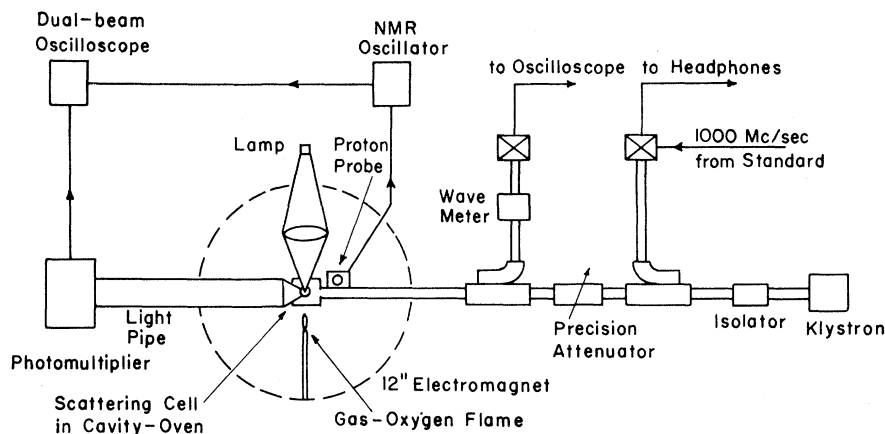 Dual-beam
Oscilloscope
NMR
Oscillator
to Oscilloscope
to Headphones
Lamp
Proton
Probe
1000 Mc/sec
from Standard
Wave
Meter
Light
Pipe
Photomultiplier
Precision
Attenuator
Isolator
Klystron
12" Electromagnet
Scattering Cell
in Cavity-Oven
Gas-Oxygen Flame